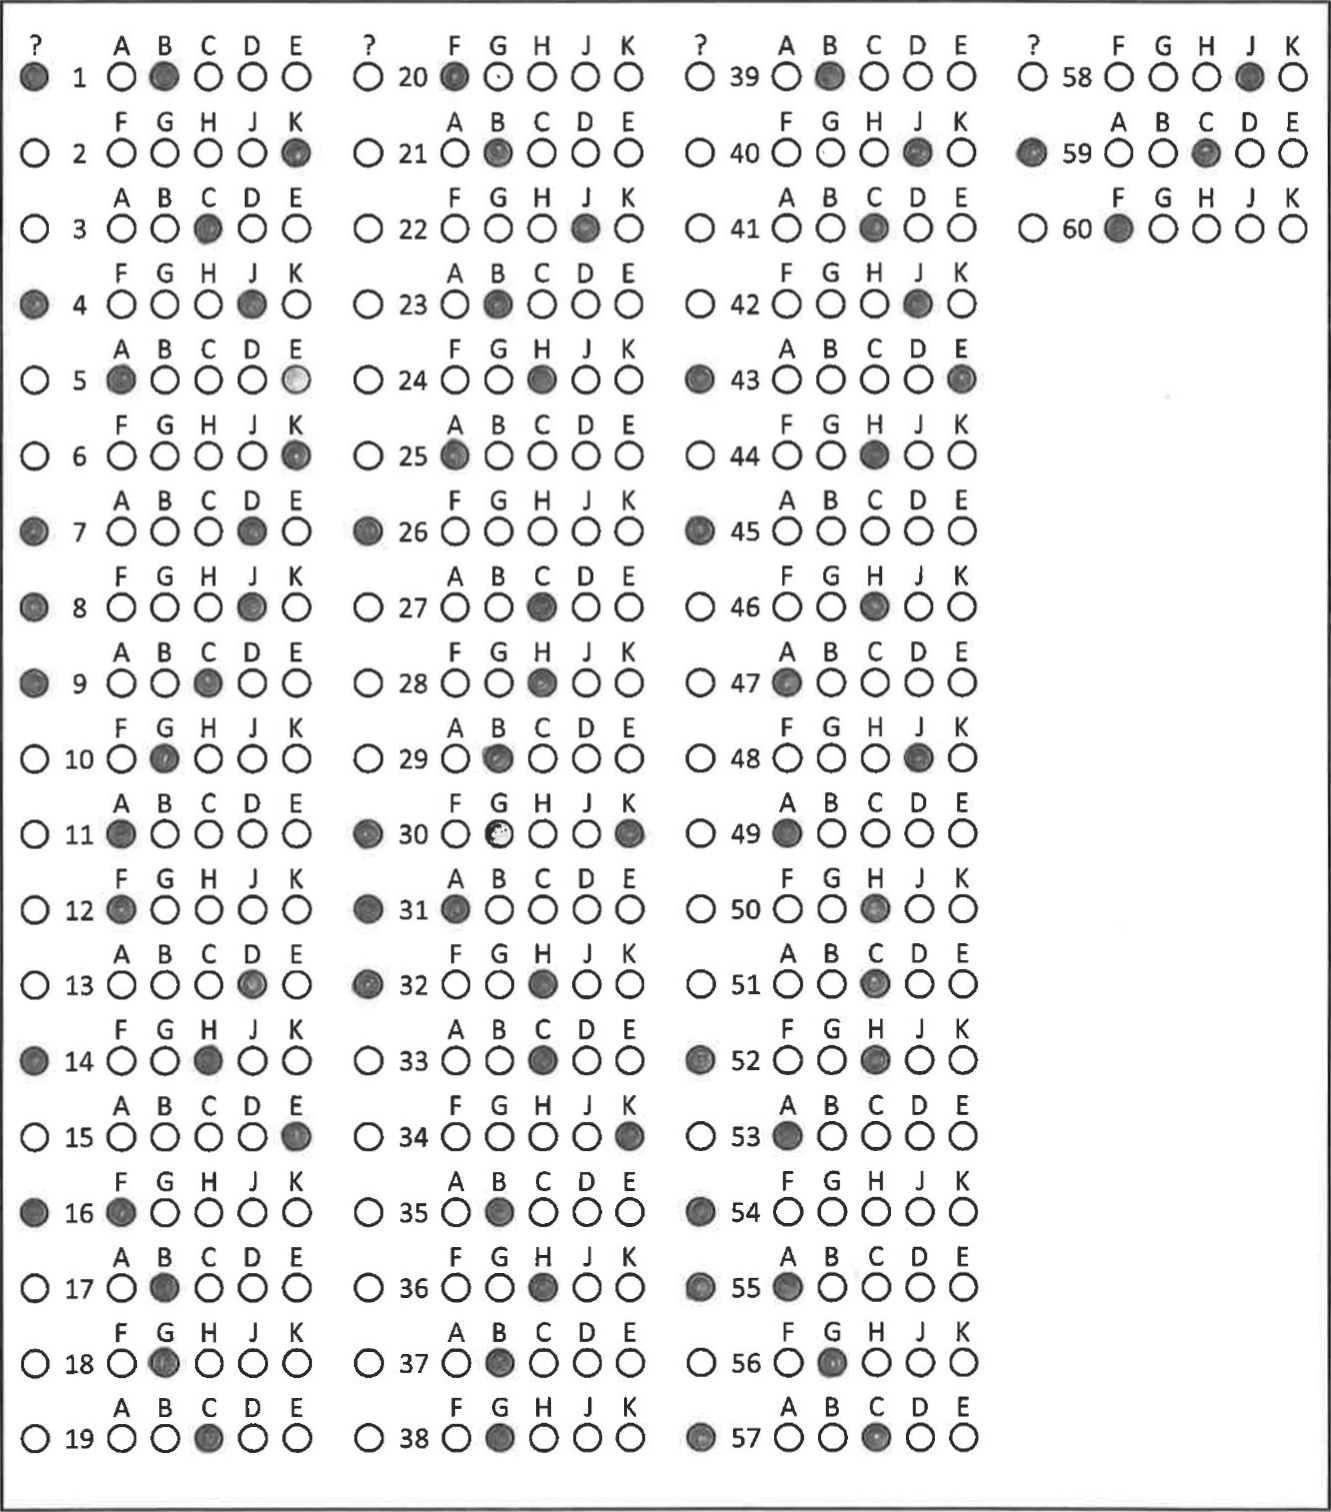 ? A B C D E ? F G H J K ? A B C D E ? F G H J K
1 20 39 58
F G H J K A B C D E F G H J K A B C D E
2 21 40 59
A B C D E F G H J K A B C D E F G H J K
3 22 41 60
F G H J K A B C D E F G H J K
4 23 42
A B C D E F G H J K A B C D E
5 24 43
F G H J K A B C D E F G H J K
6 25 44
A B C D E F G H J K A B C D E
7 26 45
F G H J K A B C D E F G H J K
8 27 46
A B C D E F G H J K A B C D E
9 28 47
F G H J K A B C D E F G H J K
10 29 48
A B C D E F G H J K A B C D E
11 30 49
F G H J K A B C D E F G H J K
12 31 50
A B C D E F G H J K A B C D E
13 32 51
F G H J K A B C D E F G H J K
14 33 52
A B C D E F G H J K A B C D E
15 34 53
F G H J K A B C D E F G H J K
16 35 54
A B C D E F G H J K A B C D E
17 36 55
F G H J K A B C D E F G H J K
18 37 56
A B C D E F G H J K A B C D E
19 38 57